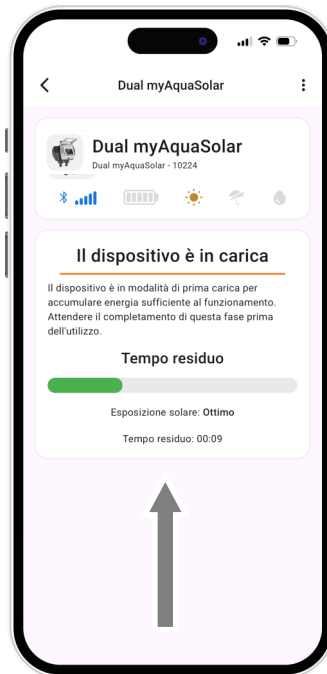 Dual myAquaSolar
Dual myAquaSolar
Dual myAquaSolar - 10224
Il dispositivo è in carica
Il dispositivo è in modalità di prima carica per
accumulare energia sufficiente al funzionamento.
Attendere il completamento di questa fase prima
dell'utilizzo.
Tempo residuo
Esposizione solare: Ottimo
Tempo residuo: 00:09